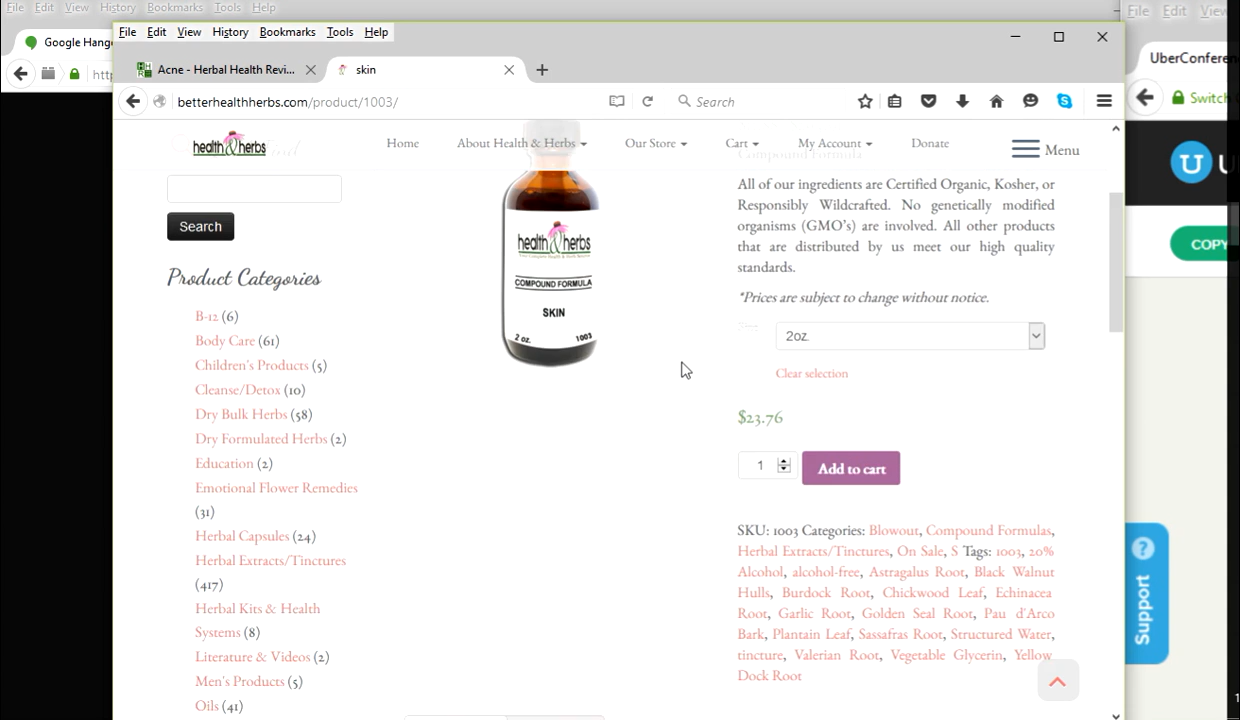 File Edit View History Bookmarks Tools Help
File Edit View
File Edit View History Bookmarks Tools Help
Google Hang
Acne - Herbal Health Revi...
skin
UberConferen
http
betterhealthherbs.com/product/1003/
Search
Switch
health & herbs
Home
About Health & Herbs
Our Store
Cart
My Account
Donate
Menu
Compound Formula
U
All of our ingredients are Certified Organic, Kosher, or
Responsibly Wildcrafted. No genetically modified
organisms (GMO's) are involved. All other products
that are distributed by us meet our high quality
standards.
*Prices are subject to change without notice.
2oz.
Clear selection
$23.76
1
Add to cart
SKU: 1003 Categories: Blowout, Compound Formulas,
Herbal Extracts/Tinctures, On Sale, S Tags: 1003, 20%
Alcohol, alcohol-free, Astragalus Root, Black Walnut
Hulls, Burdock Root, Chickwood Leaf, Echinacea
Root, Garlic Root, Golden Seal Root, Pau d'Arco
Bark, Plantain Leaf, Sassafras Root, Structured Water,
tincture, Valerian Root, Vegetable Glycerin, Yellow
Dock Root
Search
Product Categories
B-12 (6)
Body Care (61)
Children's Products (5)
Cleanse/Detox (10)
Dry Bulk Herbs (58)
Dry Formulated Herbs (2)
Education (2)
Emotional Flower Remedies
(31)
Herbal Capsules (24)
Herbal Extracts/Tinctures
(417)
Herbal Kits & Health
Systems (8)
Literature & Videos (2)
Men's Products (5)
Oils (41)
health & herbs
COMPOUND FORMULA
SKIN
2 oz. 1003
COPY
? Support